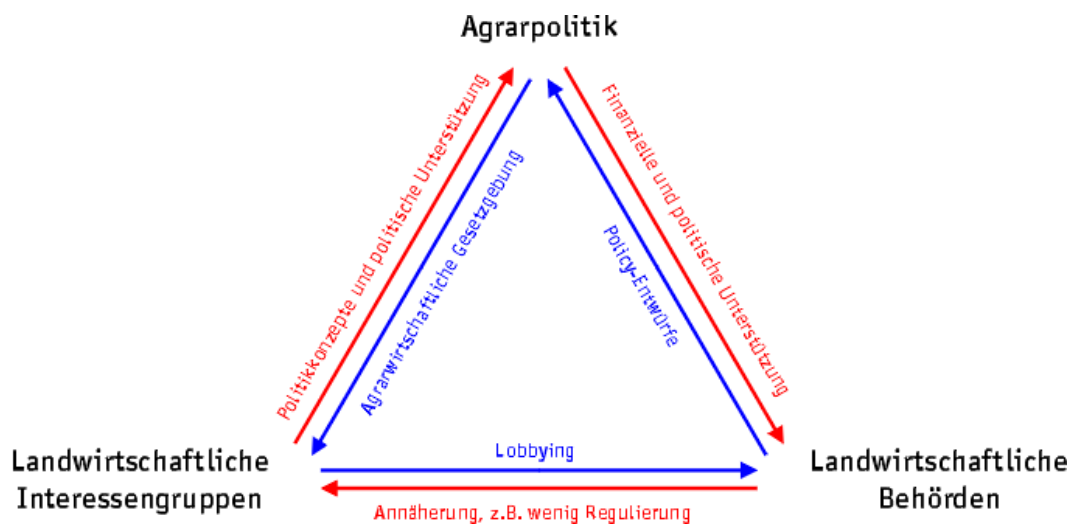 Agrarpolitik
Politikkonzepte und politische Unterstützung
Agrarwirtschaftliche Gesetzgebung
Policy-Entwürfe
Finanzielle und politische Unterstützung
Landwirtschaftliche
Interessengruppen
Lobbying
Annäherung, z.B. wenig Regulierung
Landwirtschaftliche
Behörden